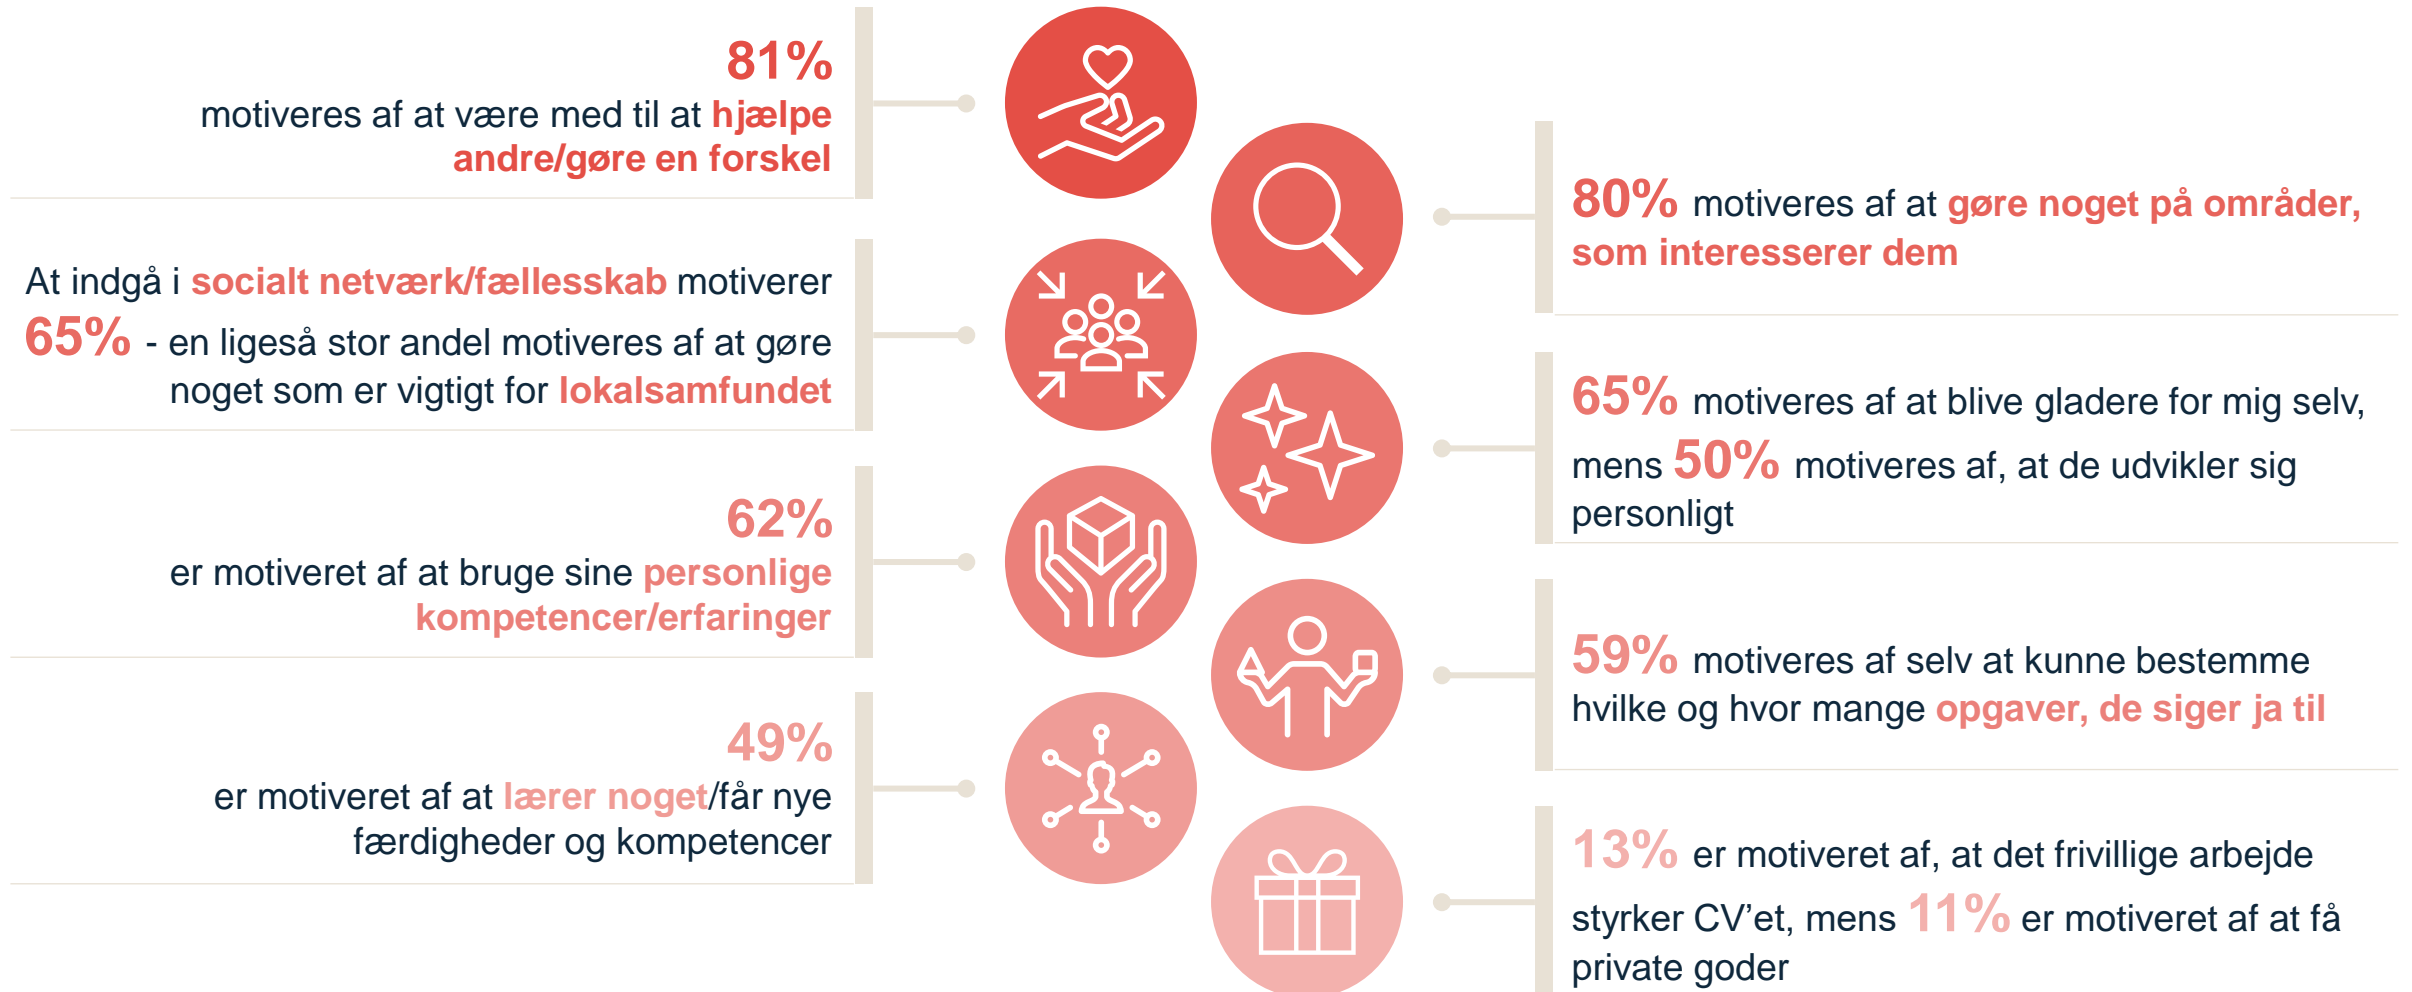 81%
motiveres af at være med til at hjælpe
andre/gøre en forskel
80% motiveres af at gøre noget på områder,
som interesserer dem
At indgå i socialt netværk/fællesskab motiverer
65% - en ligeså stor andel motiveres af at gøre
noget som er vigtigt for lokalsamfundet
65% motiveres af at blive gladere for mig selv,
mens 50% motiveres af, at de udvikler sig
personligt
62%
er motiveret af at bruge sine personlige
kompetencer/erfaringer
59% motiveres af selv at kunne bestemme
hvilke og hvor mange opgaver, de siger ja til
49%
er motiveret af at lærer noget/får nye
færdigheder og kompetencer
13% er motiveret af, at det frivillige arbejde
styrker CV’et, mens 11% er motiveret af at få
private goder